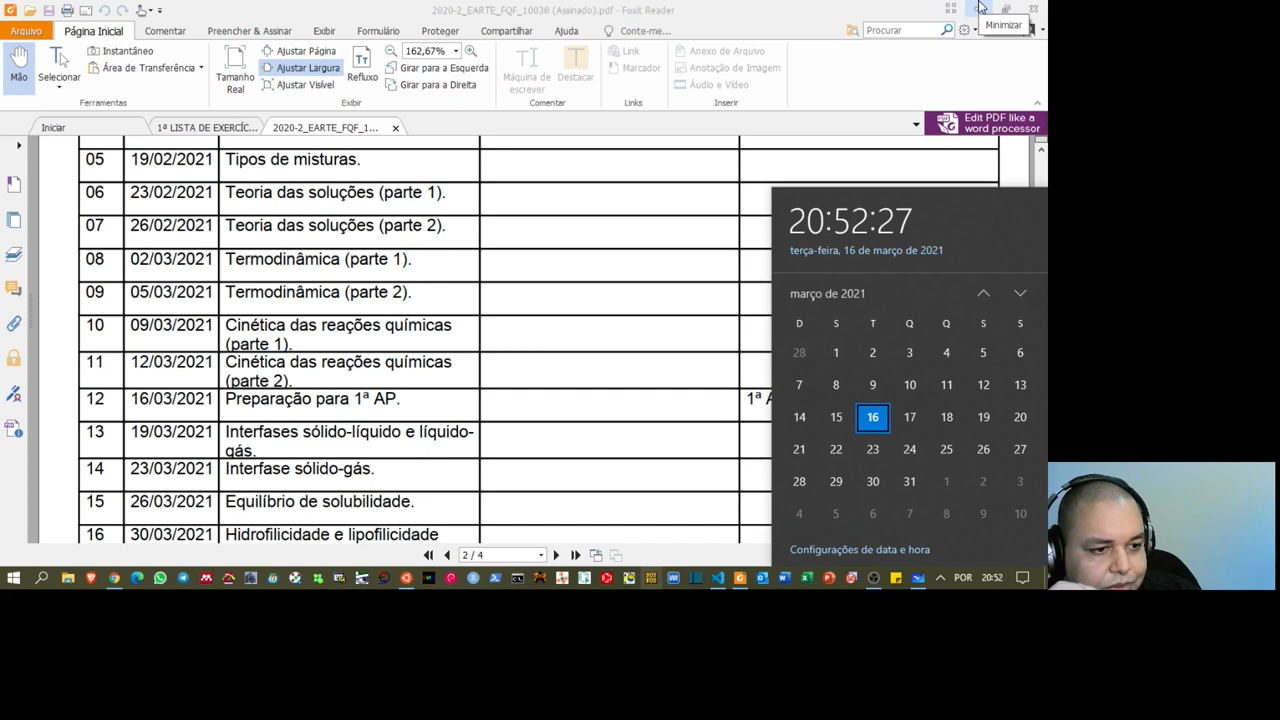 2020-2_EARTE_FQF_10038 (Assinado).pdf - Foxit Reader
Minimizar
Arquivo Página Inicial Comentar Preencher & Assinar Exibir Formulário Proteger Compartilhar Ajuda Conte-me... Procurar
Mão Selecionar Instantâneo
Área de Transferência
Ferramentas
Tamanho Real Ajustar Página
Ajustar Largura
Ajustar Visível
Refluxo 162,67%
Girar para a Esquerda
Girar para a Direita
Exibir
Máquina de escrever Destacar
Comentar
Link
Marcador
Links
Anexo de Arquivo
Anotação de Imagem
Áudio e Vídeo
Inserir
Iniciar 1ª LISTA DE EXERCÍC... 2020-2_EARTE_FQF_1...
Edit PDF like a
word processor
05 19/02/2021 Tipos de misturas.
06 23/02/2021 Teoria das soluções (parte 1).
07 26/02/2021 Teoria das soluções (parte 2).
08 02/03/2021 Termodinâmica (parte 1).
09 05/03/2021 Termodinâmica (parte 2).
10 09/03/2021 Cinética das reações químicas
(parte 1).
11 12/03/2021 Cinética das reações químicas
(parte 2).
12 16/03/2021 Preparação para 1ª AP. 1ª
13 19/03/2021 Interfases sólido-líquido e líquido-
gás.
14 23/03/2021 Interfase sólido-gás.
15 26/03/2021 Equilíbrio de solubilidade.
16 30/03/2021 Hidrofilicidade e lipofilicidade
2 / 4
20:52:27
terça-feira, 16 de março de 2021
março de 2021
D S T Q Q S S
28 1 2 3 4 5 6
7 8 9 10 11 12 13
14 15 16 17 18 19 20
21 22 23 24 25 26 27
28 29 30 31 1 2 3
4 5 6 7 8 9 10
Configurações de data e hora
POR 20:52